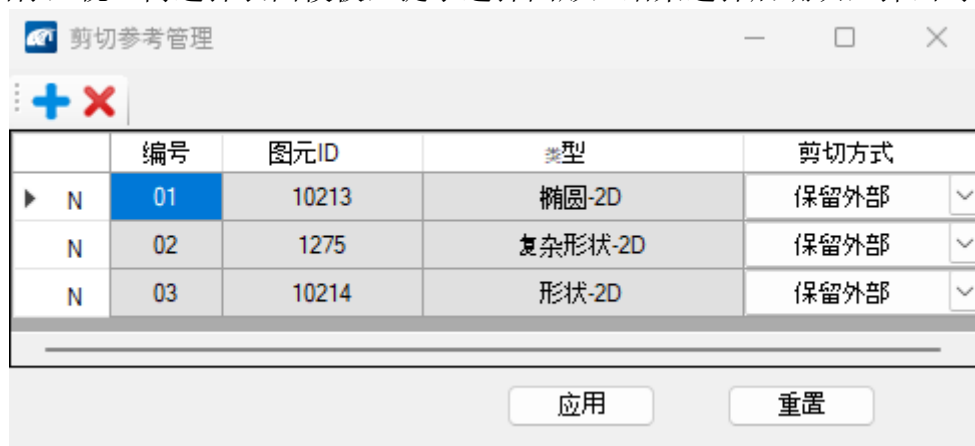 剪切参考管理
编号 图元ID 类型 剪切方式
N 01 10213 椭圆-2D 保留外部
N 02 1275 复杂形状-2D 保留外部
N 03 10214 形状-2D 保留外部
应用 重置